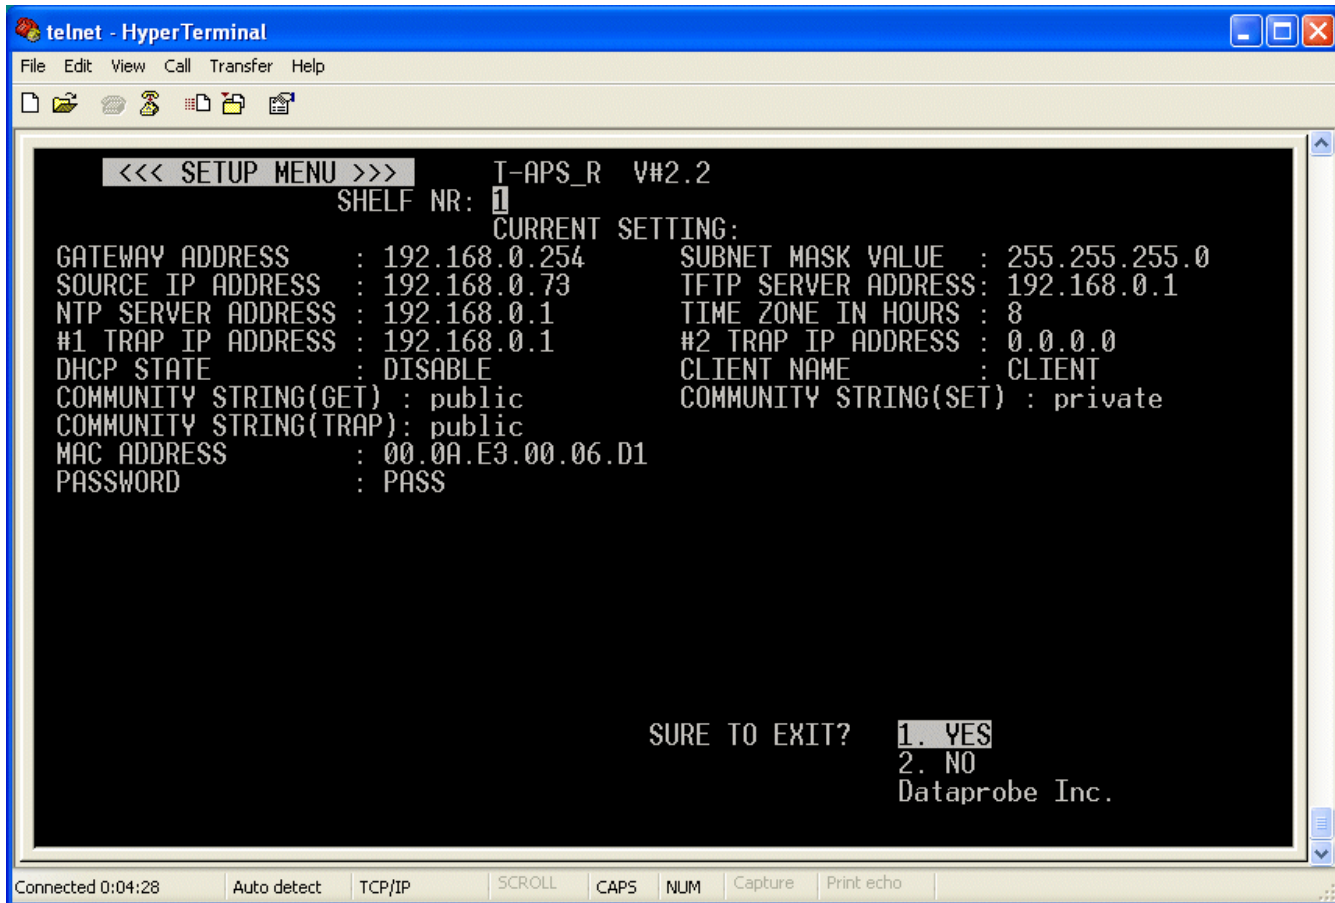 telnet - HyperTerminal
File Edit View Call Transfer Help
<<< SETUP MENU >>> T-APS_R V#2.2
SHELF NR: 1
CURRENT SETTING:
GATEWAY ADDRESS : 192.168.0.254 SUBNET MASK VALUE : 255.255.255.0
SOURCE IP ADDRESS : 192.168.0.73 TFTP SERVER ADDRESS: 192.168.0.1
NTP SERVER ADDRESS : 192.168.0.1 TIME ZONE IN HOURS : 8
#1 TRAP IP ADDRESS : 192.168.0.1 #2 TRAP IP ADDRESS : 0.0.0.0
DHCP STATE : DISABLE CLIENT NAME : CLIENT
COMMUNITY STRING(GET) : public COMMUNITY STRING(SET) : private
COMMUNITY STRING(TRAP): public
MAC ADDRESS : 00.0A.E3.00.06.D1
PASSWORD : PASS
SURE TO EXIT? 1. YES
2. NO
Dataprobe Inc.
Connected 0:04:28 Auto detect TCP/IP SCROLL CAPS NUM Capture Print echo